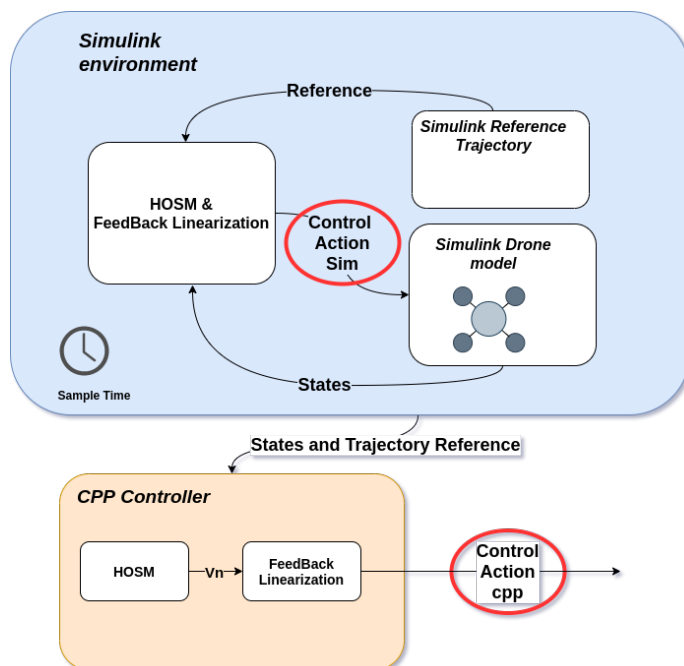 Simulink
environment
Reference
Simulink Reference
Trajectory
HOSM &
FeedBack Linearization
Control
Action
Sim
Simulink Drone
model
Sample Time
States
States and Trajectory Reference
CPP Controller
HOSM
Vn
FeedBack
Linearization
Control
Action
cpp